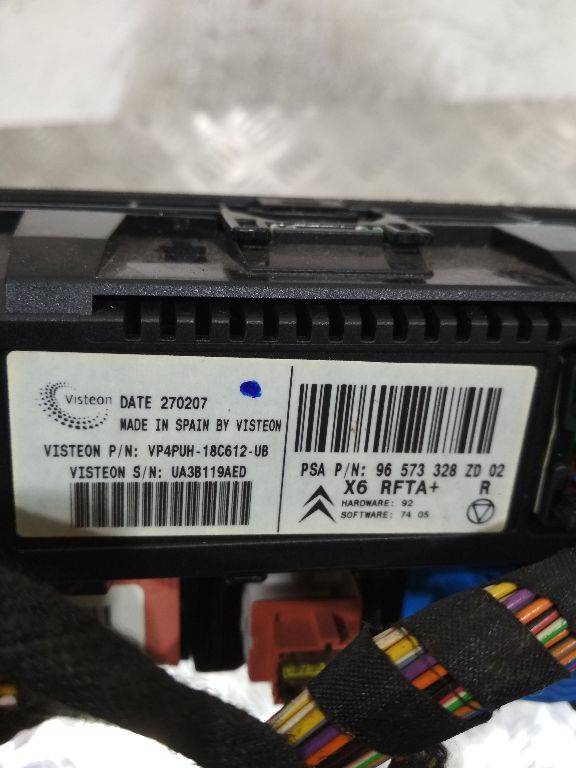 Visteon
DATE 270207
MADE IN SPAIN BY VISTEON
VISTEON P/N: VP4PUH-18C612-UB
VISTEON S/N: UA3B119AED
PSA P/N: 96 573 328 ZD 02
X6 RFTA+ R
HARDWARE: 92
SOFTWARE: 74 05